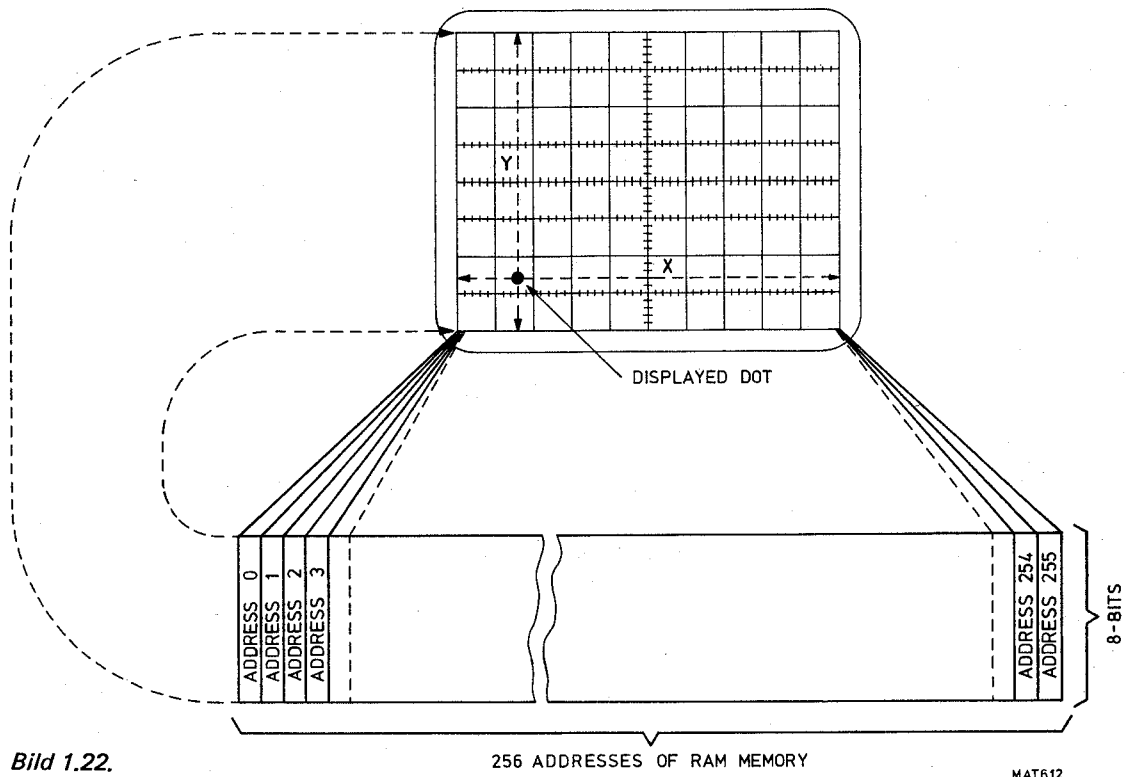 Y
X
DISPLAYED DOT
ADDRESS 0
ADDRESS 1
ADDRESS 2
ADDRESS 3
ADDRESS 254
ADDRESS 255
8-BITS
256 ADDRESSES OF RAM MEMORY
Bild 1.22.
MAT612